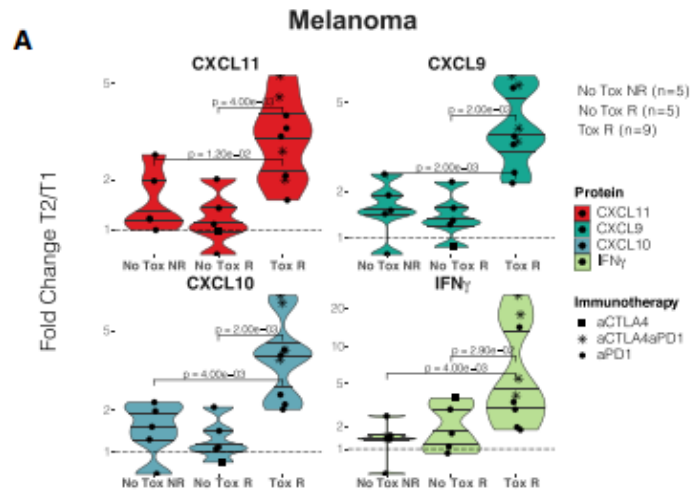 Melanoma
A
CXCL11
CXCL9
5
2
1
p = 4.00e-03
p = 1.20e-02
No Tox NR No Tox R Tox R
5
2
1
p = 2.00e-03
p = 2.00e-03
No Tox NR No Tox R Tox R
No Tox NR (n=5)
No Tox R (n=5)
Tox R (n=9)
Fold Change T2/T1
CXCL10
IFNγ
5
2
1
p = 2.00e-03
p = 4.00e-03
No Tox NR No Tox R Tox R
20
10
5
2
1
p = 2.90e-02
p = 4.00e-03
No Tox NR No Tox R Tox R
Protein
CXCL11
CXCL9
CXCL10
IFNγ
Immunotherapy
aCTLA4
aCTLA4aPD1
aPD1